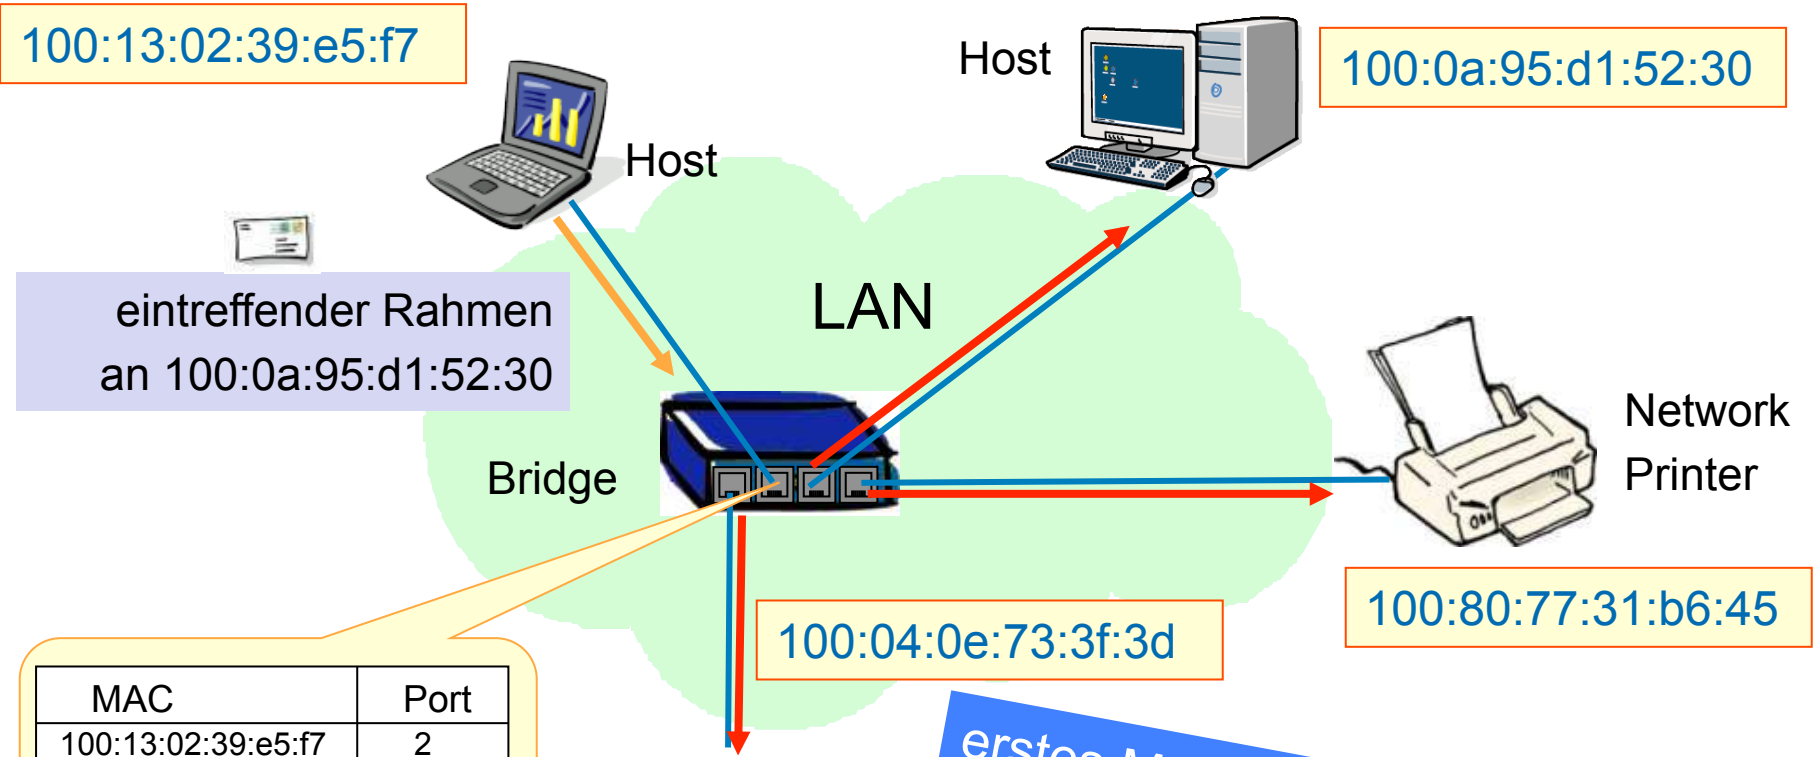 100:13:02:39:e5:f7
Host
100:0a:95:d1:52:30
Host
eintreffender Rahmen
an 100:0a:95:d1:52:30
LAN
Network
Printer
Bridge
100:80:77:31:b6:45
100:04:0e:73:3f:3d
MAC Port
100:13:02:39:e5:f7 2
erstes